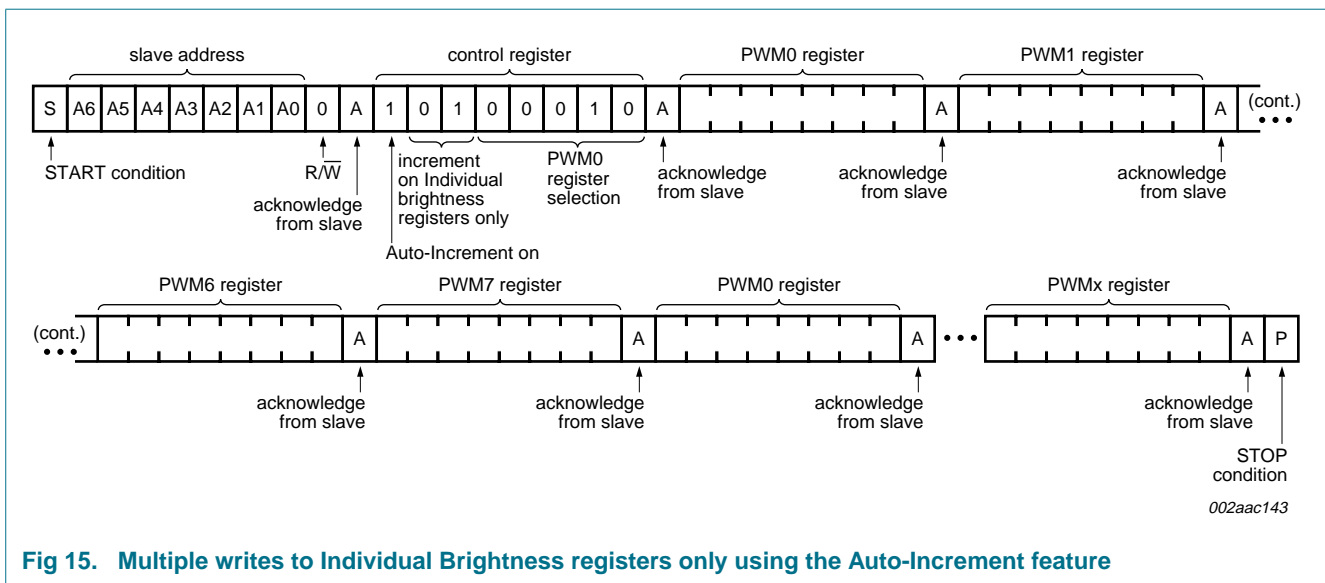 slave address control register PWM0 register PWM1 register
S A6 A5 A4 A3 A2 A1 A0 0 A 1 0 1 0 0 0 1 0 A A A (cont.)
START condition
R/W
acknowledge
from slave
Auto-Increment on
increment
on Individual
brightness
registers only
PWM0
register
selection
acknowledge
from slave
acknowledge
from slave
acknowledge
from slave
PWM6 register PWM7 register PWM0 register PWMx register
(cont.) A A A A P
acknowledge
from slave
acknowledge
from slave
acknowledge
from slave
acknowledge
from slave
STOP
condition
002aac143
Fig 15. Multiple writes to Individual Brightness registers only using the Auto-Increment feature